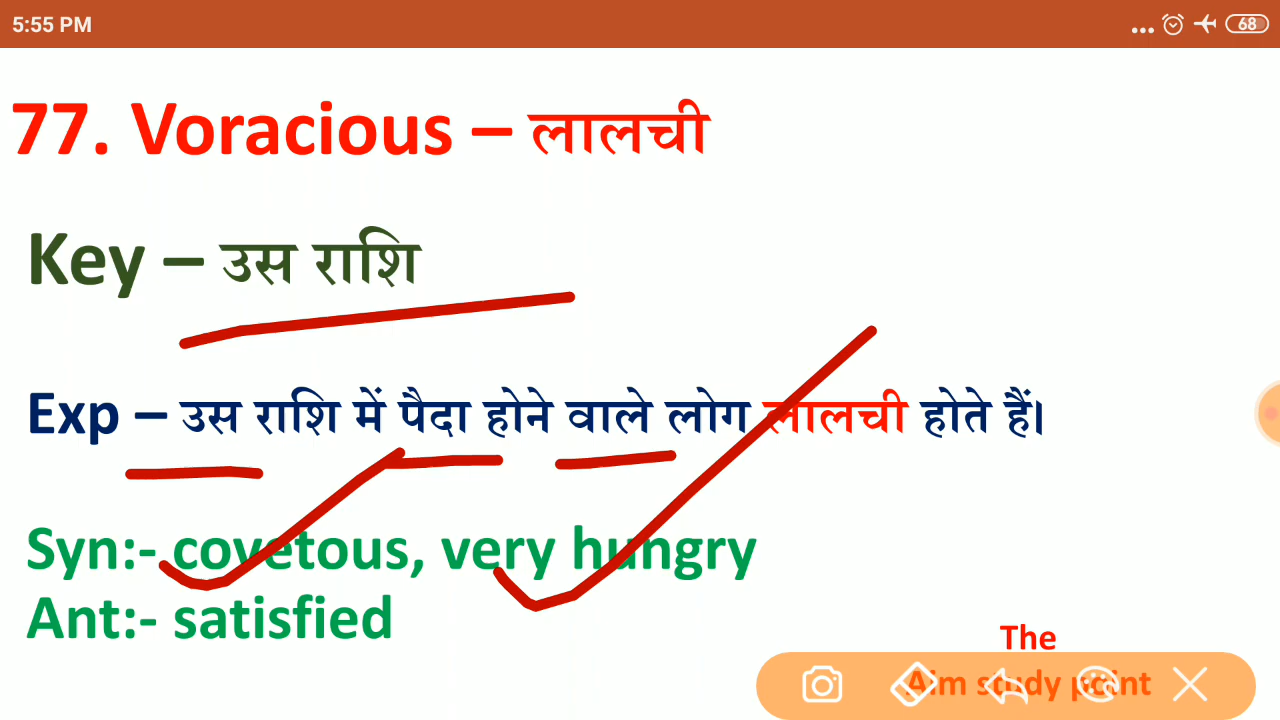 5:55 PM
68
77. Voracious – लालची
Key – उस राशि
Exp – उस राशि में पैदा होने वाले लोग लालची होते हैं।
Syn:- covetous, very hungry
Ant:- satisfied
The
Aim study point